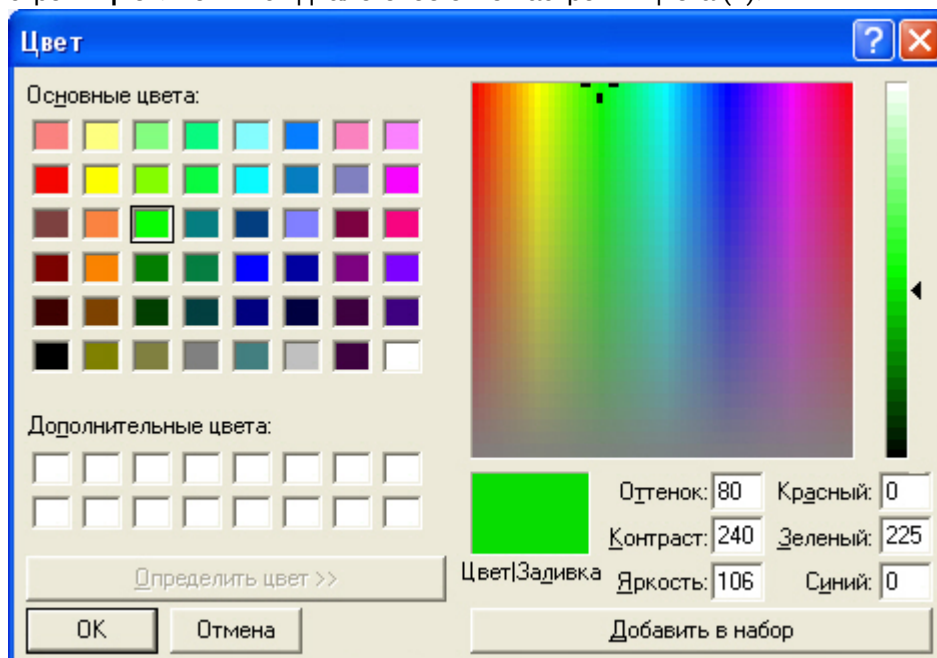 Цвет
Основные цвета:
Дополнительные цвета:
Определить цвет >>
OK Отмена
Цвет|Заливка
Оттенок: 80 Красный: 0
Контраст: 240 Зеленый: 225
Яркость: 106 Синий: 0
Добавить в набор